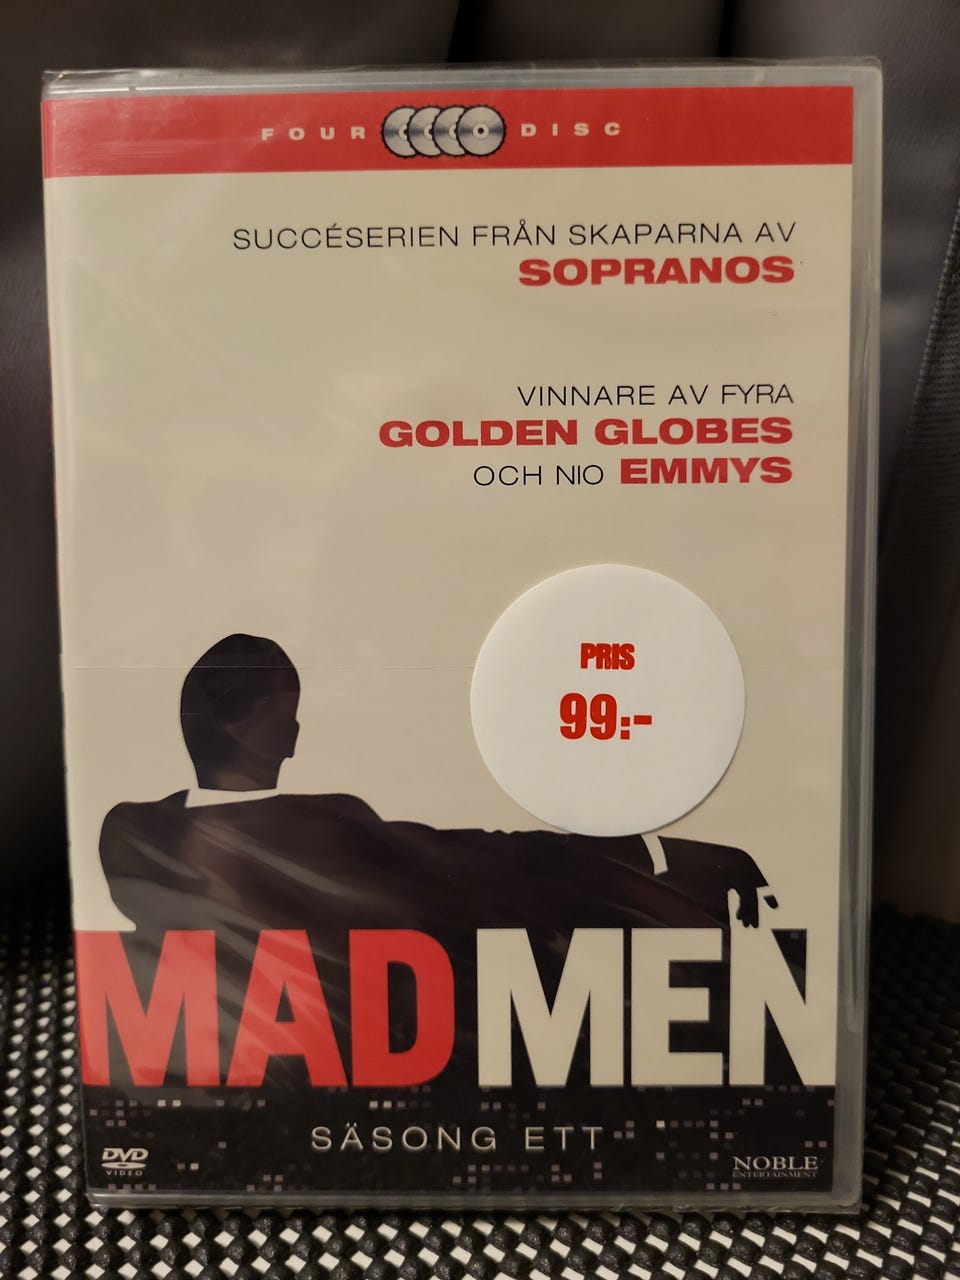 FOUR DISC
SUCCÉSERIEN FRÅN SKAPARNA AV
SOPRANOS
VINNARE AV FYRA
GOLDEN GLOBES
OCH NIO EMMYS
PRIS
99:-
MAD MEN
SÄSONG ETT
DVD
VIDEO
NOBLE
ENTERTAINMENT